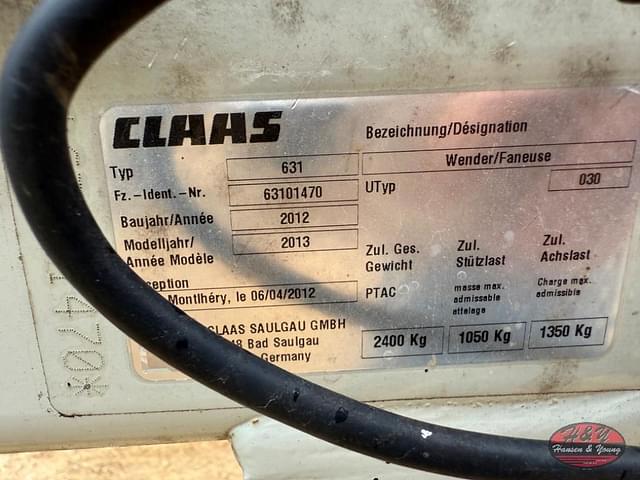 CLAAS
Bezeichnung/Désignation
Typ 631 Wender/Faneuse
Fz.-Ident.-Nr. 63101470 UTyp 030
Baujahr/Année 2012
Modelljahr/ 2013 Zul. Ges. Zul. Zul.
Année Modèle Gewicht Stützlast Achslast
PTAC masse max. Charge max.
admissable admissible
attelage
Montlhéry, le 06/04/2012
CLAAS SAULGAU GMBH 2400 Kg 1050 Kg 1350 Kg
Bad Saulgau
Germany
H&Y
Hansen & Young